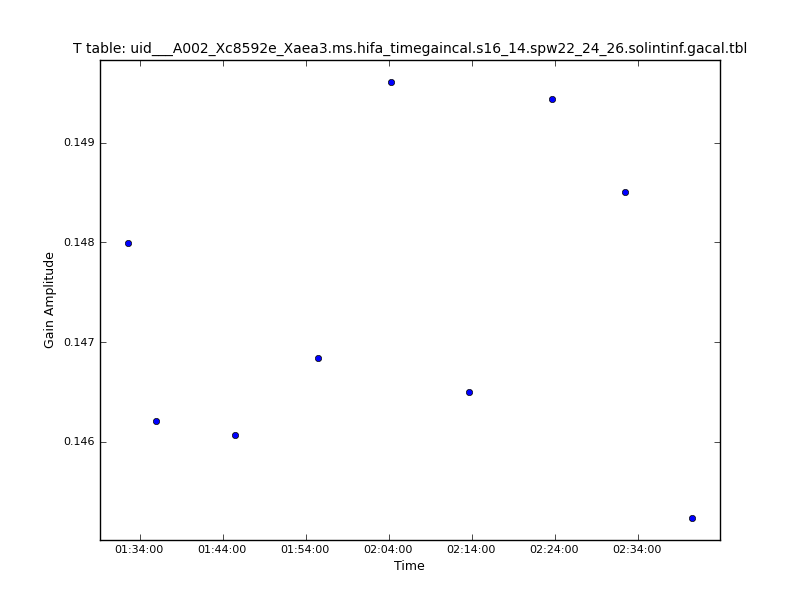 T table: uid___A002_Xc8592e_Xaea3.ms.hifa_timegaincal.s16_14.spw22_24_26.solintinf.gacal.tbl
0.149
0.148
0.147
0.146
Gain Amplitude
01:34:00 01:44:00 01:54:00 02:04:00 02:14:00 02:24:00 02:34:00
Time